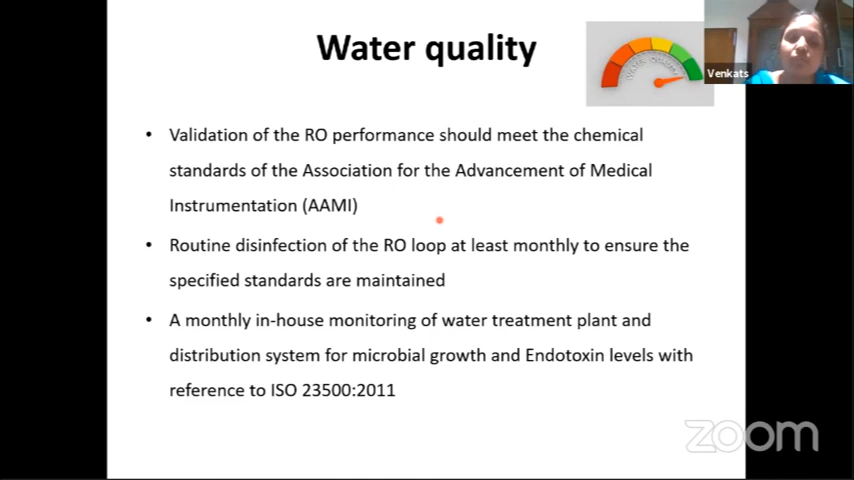 Water quality
WATER QUALITY
Venkats
• Validation of the RO performance should meet the chemical
standards of the Association for the Advancement of Medical
Instrumentation (AAMI)
• Routine disinfection of the RO loop at least monthly to ensure the
specified standards are maintained
• A monthly in-house monitoring of water treatment plant and
distribution system for microbial growth and Endotoxin levels with
reference to ISO 23500:2011
zoom